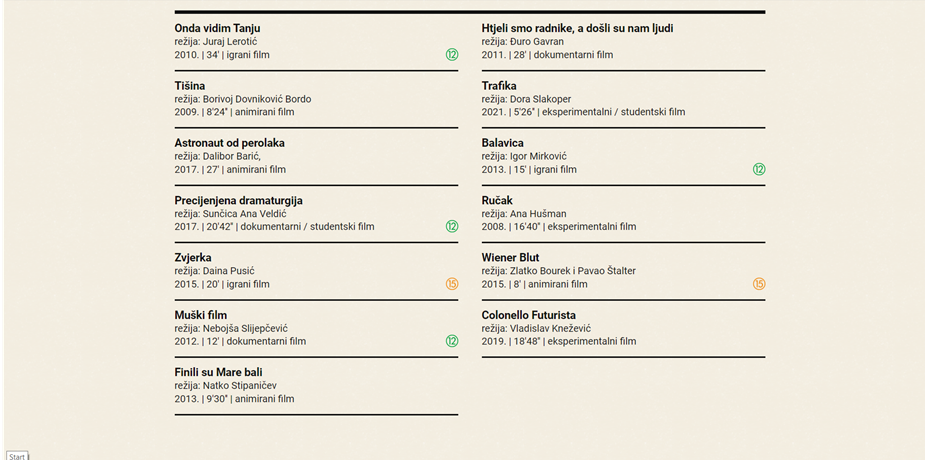 Onda vidim Tanju
režija: Juraj Lerotić
2010. | 34' | igrani film
12
Tišina
režija: Borivoj Dovniković Bordo
2009. | 8'24" | animirani film
Astronaut od perolaka
režija: Dalibor Barić,
2017. | 27' | animirani film
Precijenjena dramaturgija
režija: Sunčica Ana Veldić
2017. | 20'42" | dokumentarni / studentski film
12
Zvjerka
režija: Daina Pusić
2015. | 20' | igrani film
15
Muški film
režija: Nebojša Slijepčević
2012. | 12' | dokumentarni film
12
Finili su Mare bali
režija: Natko Stipaničev
2013. | 9'30" | animirani film
Htjeli smo radnike, a došli su nam ljudi
režija: Đuro Gavran
2011. | 28' | dokumentarni film
Trafika
režija: Dora Slakoper
2021. | 5'26" | eksperimentalni / studentski film
Balavica
režija: Igor Mirković
2013. | 15' | igrani film
12
Ručak
režija: Ana Hušman
2008. | 16'40" | eksperimentalni film
Wiener Blut
režija: Zlatko Bourek i Pavao Štalter
2015. | 8' | animirani film
15
Colonello Futurista
režija: Vladislav Knežević
2019. | 18'48" | eksperimentalni film
Start